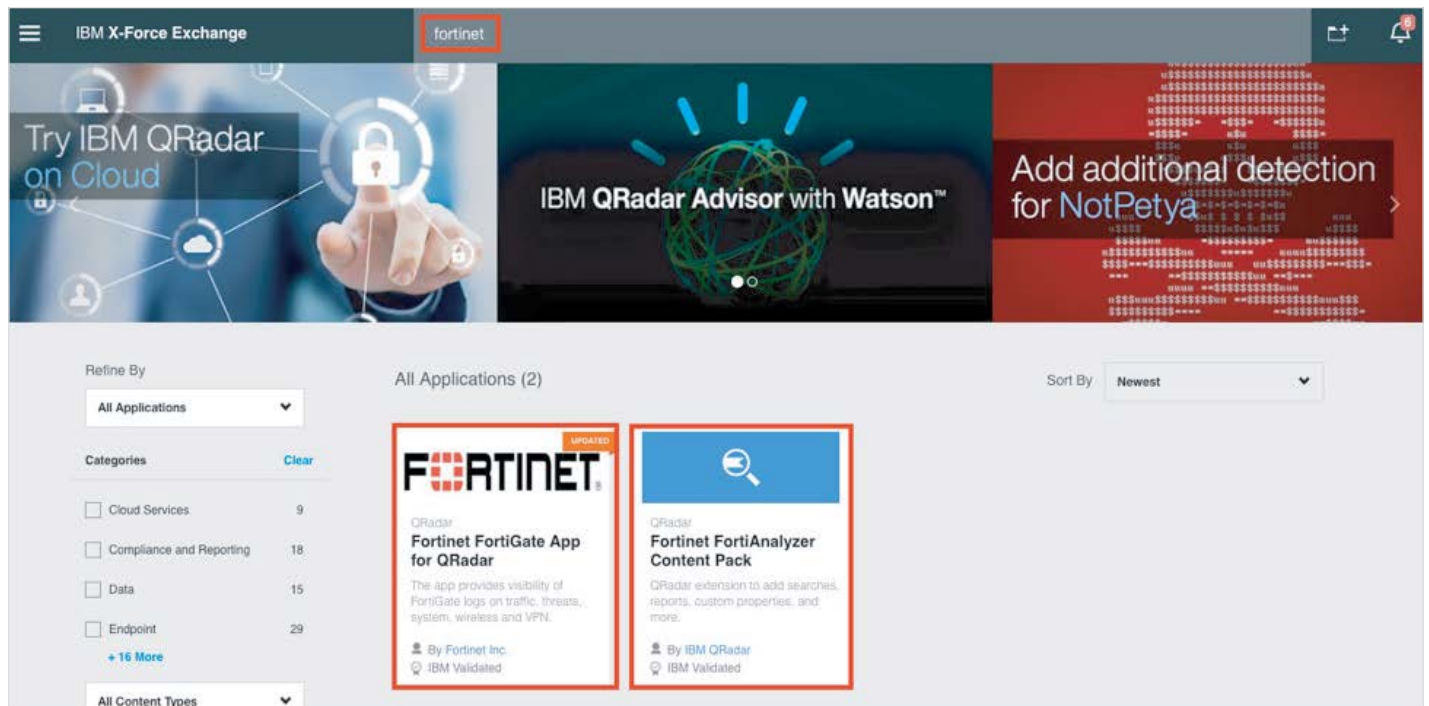 IBM X-Force Exchange
fortinet
6
Try IBM QRadar
on Cloud
IBM QRadar Advisor with Watson™
Add additional detection
for NotPetya
Refine By
All Applications
Categories
Clear
Cloud Services
9
Compliance and Reporting
18
Data
15
Endpoint
29
+ 16 More
All Content Types
All Applications (2)
Sort By
Newest
UPDATED
FORTINET
QRadar
Fortinet FortiGate App
for QRadar
The app provides visibility of
FortiGate logs on traffic, threats,
system, wireless and VPN.
By Fortinet Inc.
IBM Validated
QRadar
Fortinet FortiAnalyzer
Content Pack
QRadar extension to add searches,
reports, custom properties, and
more.
By IBM QRadar
IBM Validated